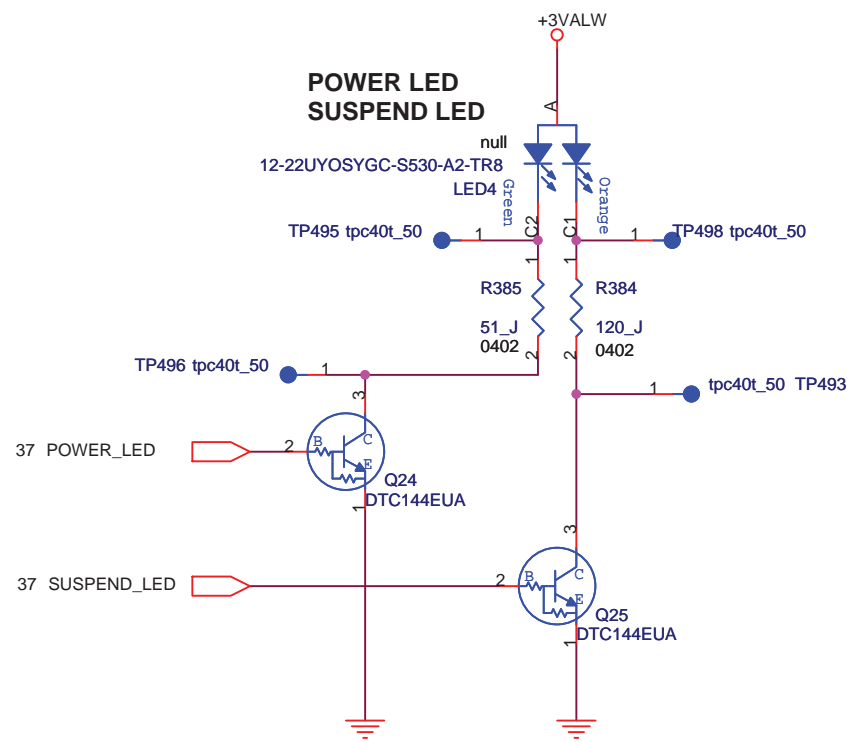 +3VALW
POWER LED
SUSPEND LED
A
null
12-22UYOSYGC-S530-A2-TR8
LED4
Green
Orange
C2
C1
TP495 tpc40t_50
1
1
TP498 tpc40t_50
1
1
R385
R384
51_J
120_J
0402
0402
2
2
TP496 tpc40t_50
1
1
tpc40t_50 TP493
3
37 POWER_LED
2
B
C
E
Q24
DTC144EUA
1
3
37 SUSPEND_LED
2
B
C
E
Q25
DTC144EUA
1